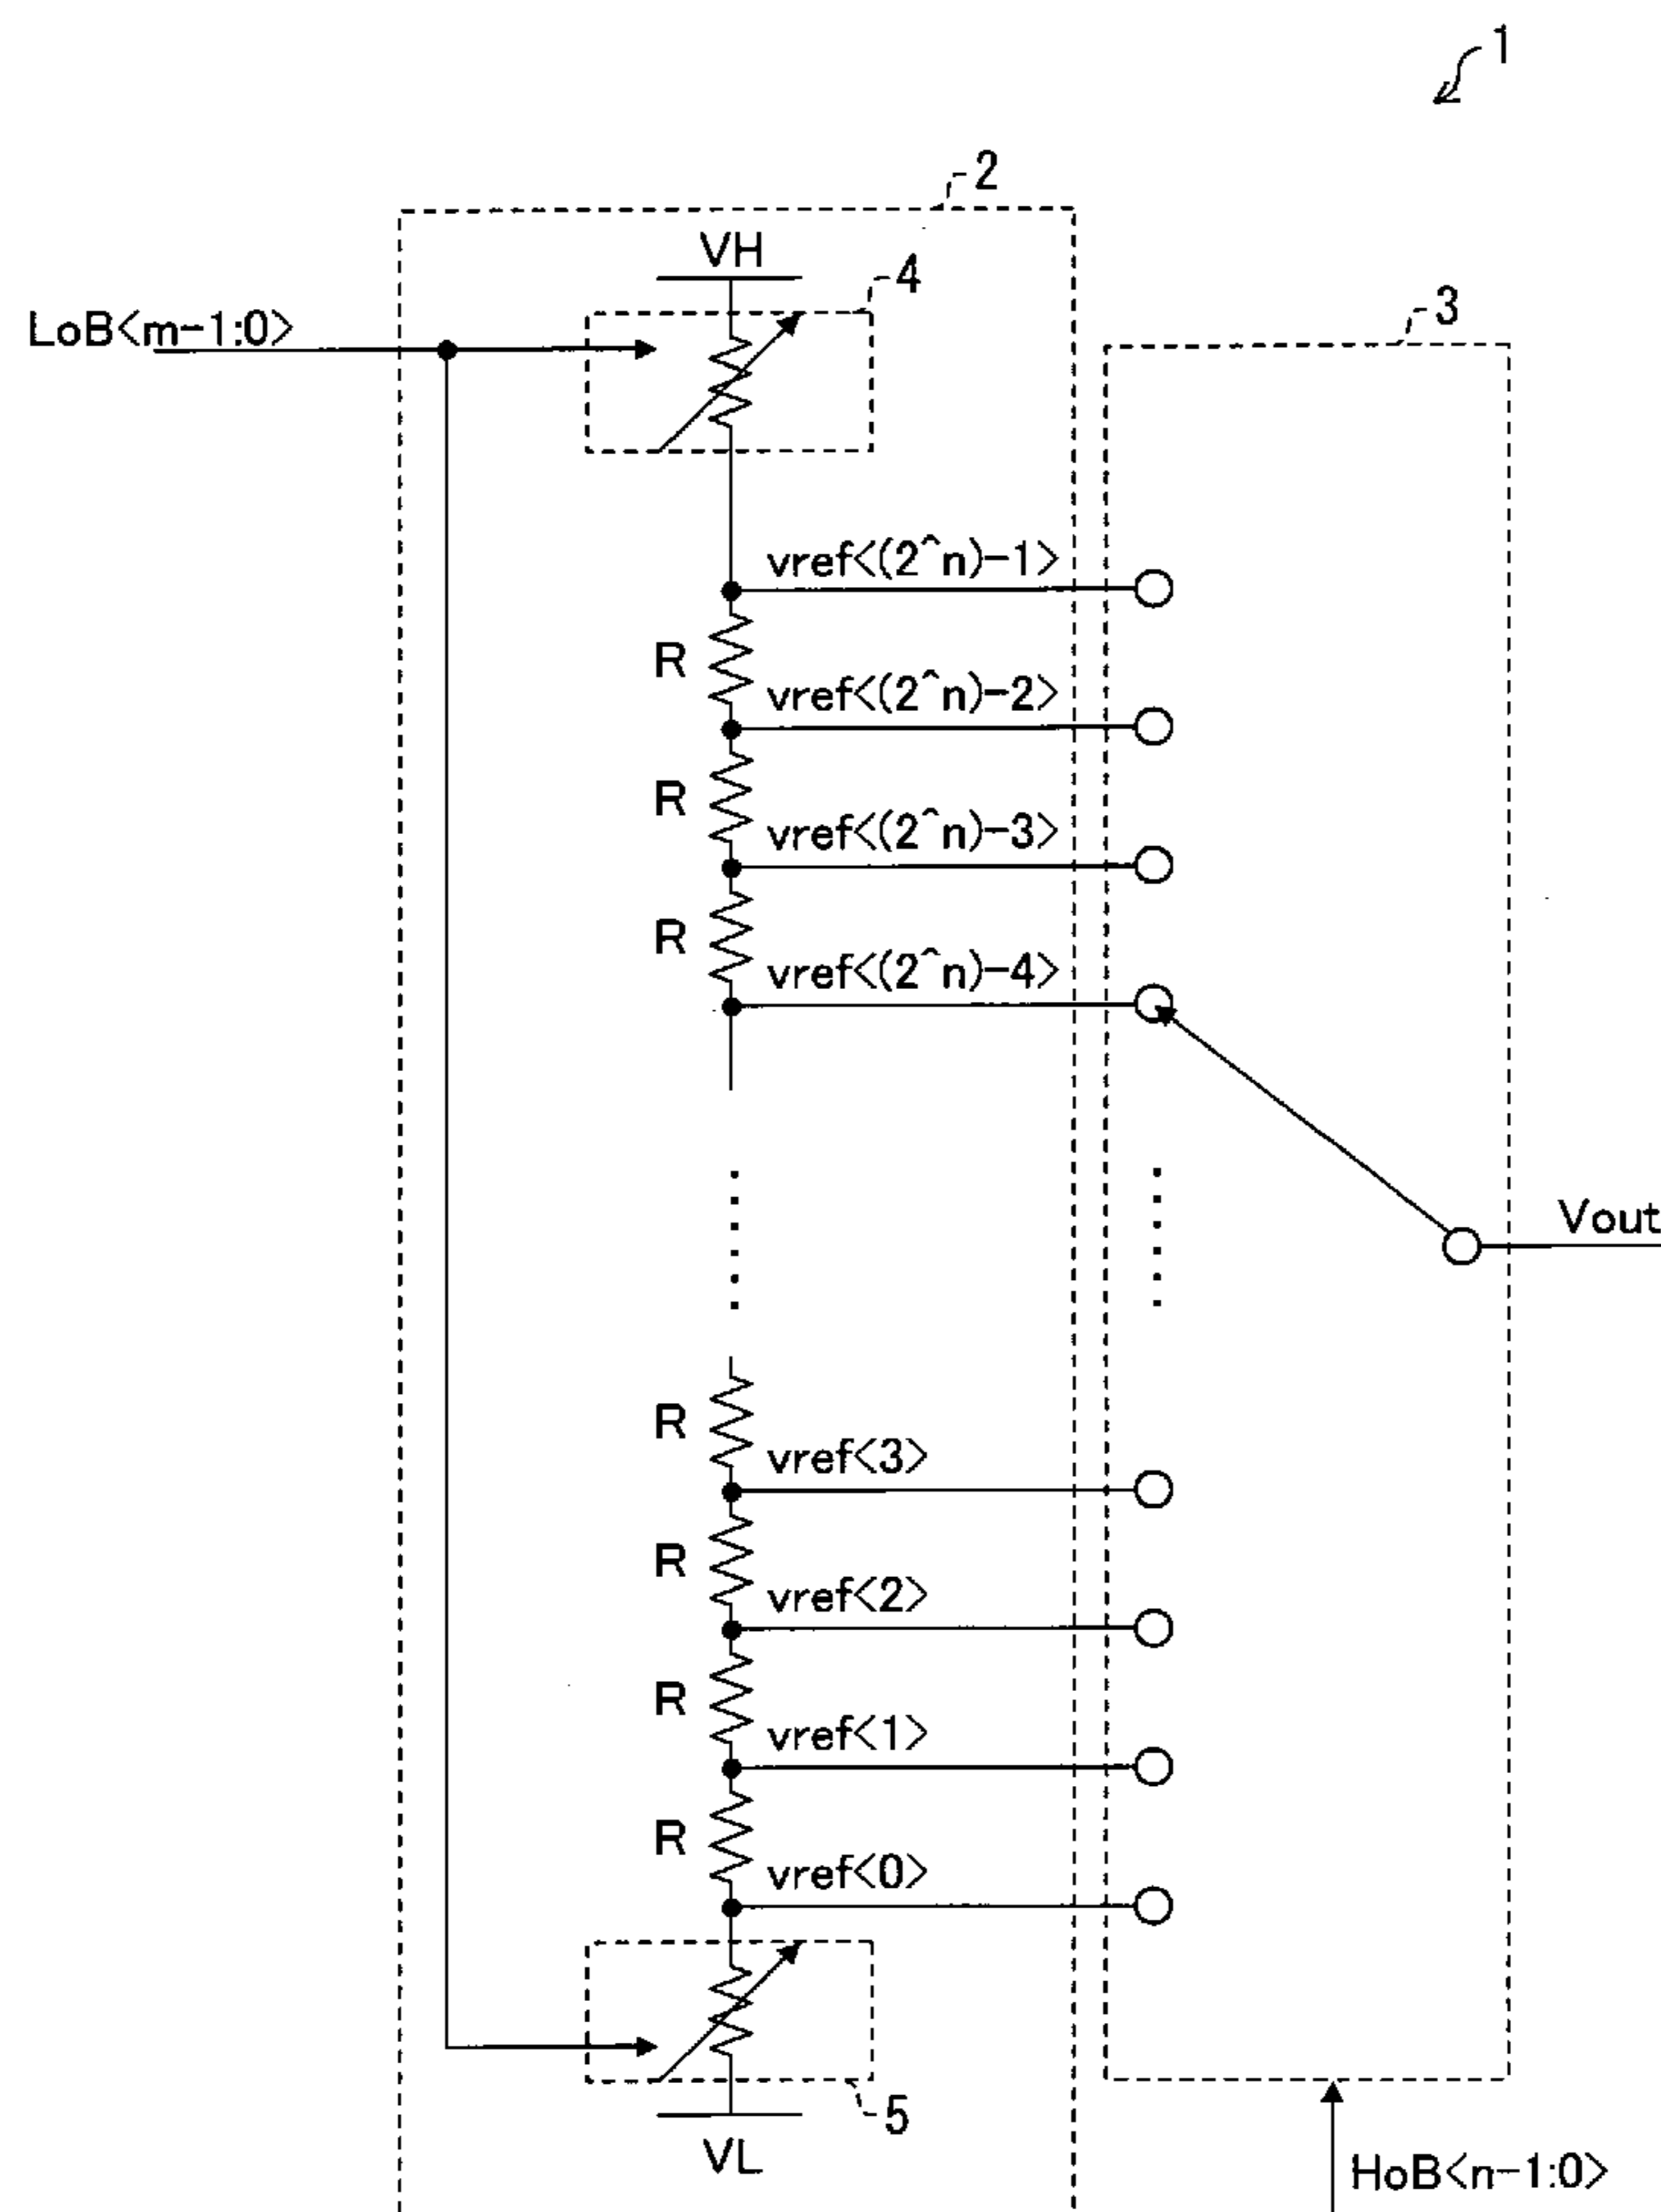 1
2
VH
4
LoB<m-1:0>
3
vref<(2^n)-1>
R
vref<(2^n)-2>
R
vref<(2^n)-3>
R
vref<(2^n)-4>
Vout
R
vref<3>
R
vref<2>
R
vref<1>
R
vref<0>
5
VL
HoB<n-1:0>